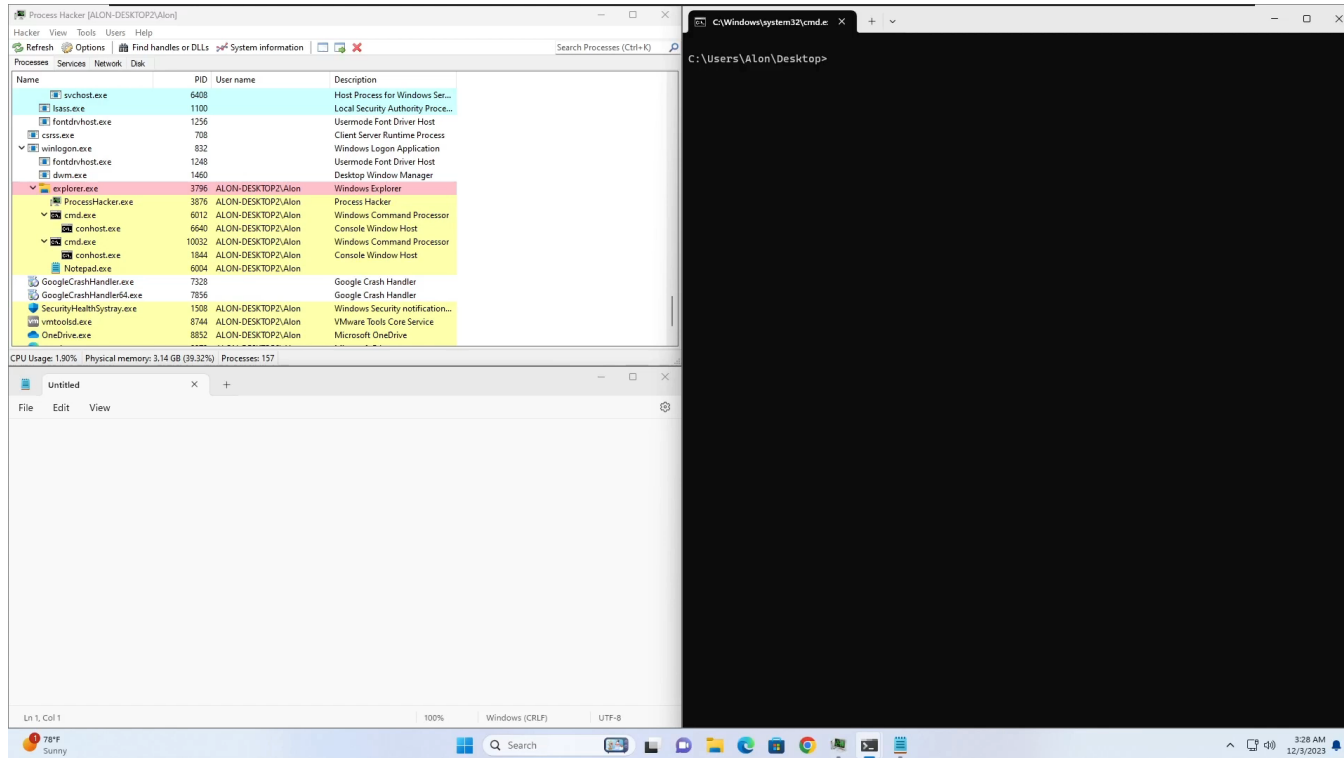 Process Hacker [ALON-DESKTOP2\Alon]
Hacker View Tools Users Help
Refresh Options Find handles or DLLs System information Search Processes (Ctrl+K)
Processes Services Network Disk
Name PID User name Description
svchost.exe 6408 Host Process for Windows Ser...
lsass.exe 1100 Local Security Authority Proce...
fontdrvhost.exe 1256 Usermode Font Driver Host
csrss.exe 708 Client Server Runtime Process
winlogon.exe 832 Windows Logon Application
fontdrvhost.exe 1248 Usermode Font Driver Host
dwm.exe 1460 Desktop Window Manager
explorer.exe 3796 ALON-DESKTOP2\Alon Windows Explorer
ProcessHacker.exe 3876 ALON-DESKTOP2\Alon Process Hacker
cmd.exe 6012 ALON-DESKTOP2\Alon Windows Command Processor
conhost.exe 6640 ALON-DESKTOP2\Alon Console Window Host
cmd.exe 10032 ALON-DESKTOP2\Alon Windows Command Processor
conhost.exe 1844 ALON-DESKTOP2\Alon Console Window Host
Notepad.exe 6004 ALON-DESKTOP2\Alon
GoogleCrashHandler.exe 7328 Google Crash Handler
GoogleCrashHandler64.exe 7856 Google Crash Handler
SecurityHealthSystray.exe 1508 ALON-DESKTOP2\Alon Windows Security notification...
vmtoolsd.exe 8744 ALON-DESKTOP2\Alon VMware Tools Core Service
OneDrive.exe 8852 ALON-DESKTOP2\Alon Microsoft OneDrive
CPU Usage: 1.90% Physical memory: 3.14 GB (39.32%) Processes: 157
Untitled
File Edit View
Ln 1, Col 1 100% Windows (CRLF) UTF-8
C:\Windows\system32\cmd.e
C:\Users\Alon\Desktop>
1
78°F
Sunny
Search
3:28 AM
12/3/2023